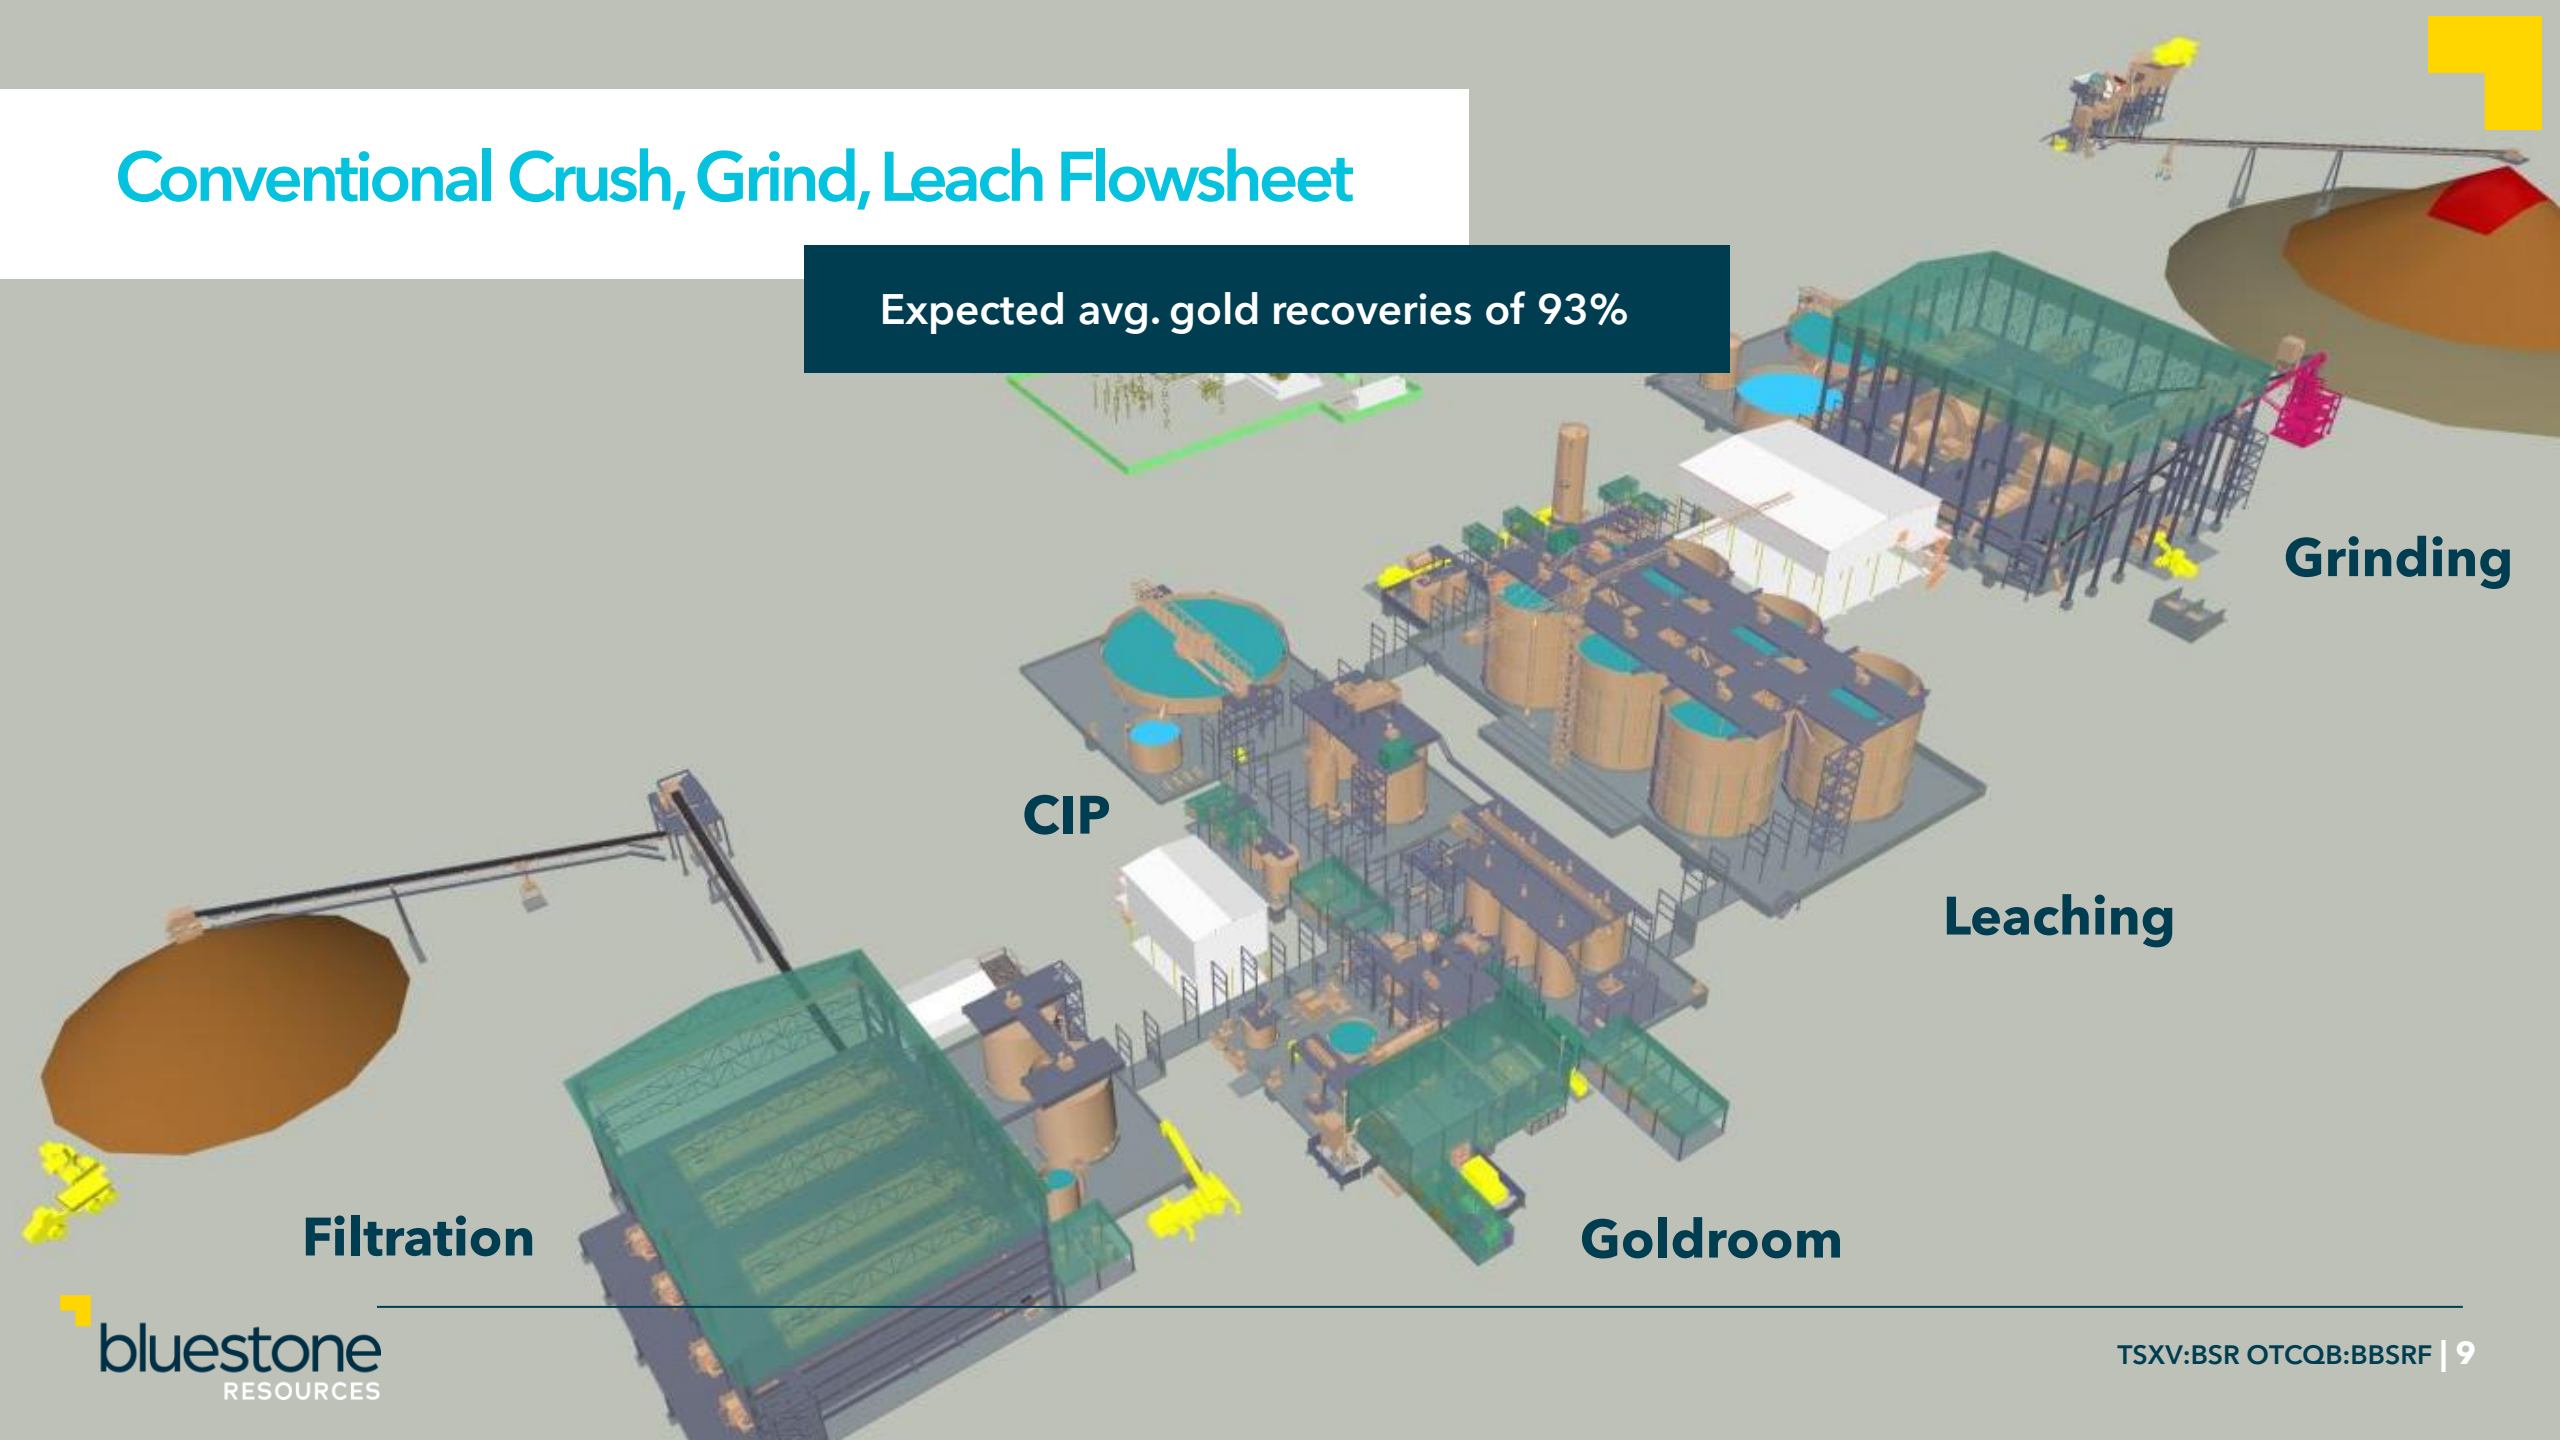 Conventional Crush, Grind, Leach Flowsheet
Expected avg. gold recoveries of 93%
Grinding
CIP
Leaching
Filtration
Goldroom
bluestone
RESOURCES
TSXV:BSR OTCQB:BBSRF | 9